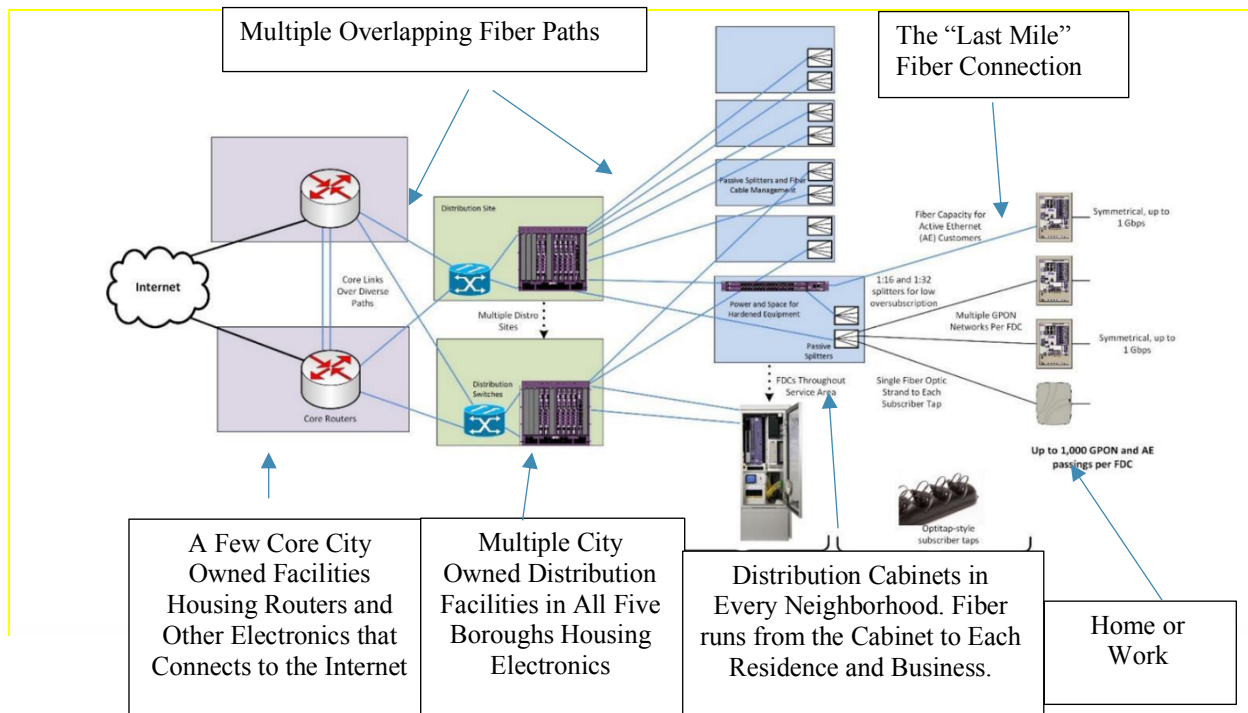 Multiple Overlapping Fiber Paths
The “Last Mile”
Fiber Connection
Passive Splitters and Fiber
Cable Management
Distribution Site
Fiber Capacity for
Active Ethernet
(AE) Customers
Symmetrical, up to
1 Gbps
Internet
Core Links
Over Diverse
Paths
Multiple Distro
Sites
Power and Space for
Hardened Equipment
1:16 and 1:32
splitters for low
oversubscription
Multiple GPON
Networks Per FDC
Symmetrical, up to
1 Gbps
Passive
Splitters
Core Routers
Distribution
Switches
FDCs Throughout
Service Area
Single Fiber Optic
Strand to Each
Subscriber Tap
Up to 1,000 GPON and AE
passings per FDC
Optitap-style
subscriber taps
A Few Core City
Owned Facilities
Housing Routers and
Other Electronics that
Connects to the Internet
Multiple City
Owned Distribution
Facilities in All Five
Boroughs Housing
Electronics
Distribution Cabinets in
Every Neighborhood. Fiber
runs from the Cabinet to Each
Residence and Business.
Home or
Work